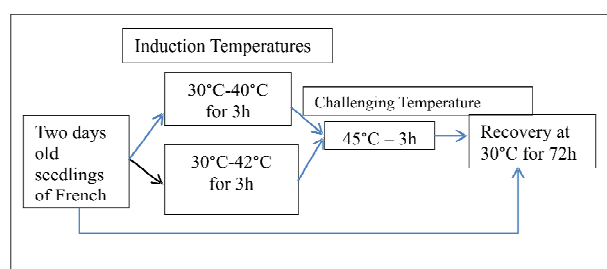 Induction Temperatures
30°C-40°C
for 3h
Challenging Temperature
Two days
old
seedlings
of French
45°C – 3h
Recovery at
30°C for 72h
30°C-42°C
for 3h